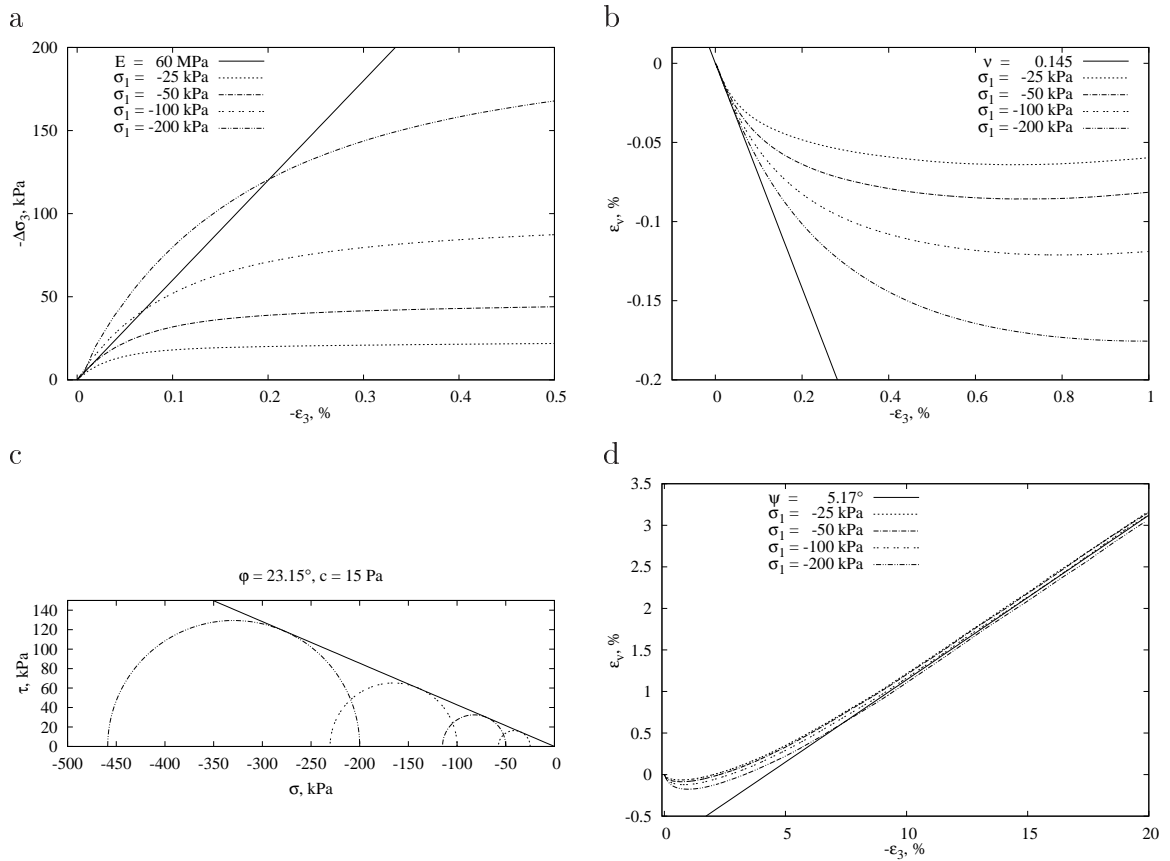 a
200
150
100
50
0
-Δσ3, kPa
E = 60 MPa
σ1 = -25 kPa
σ1 = -50 kPa
σ1 = -100 kPa
σ1 = -200 kPa
0 0.1 0.2 0.3 0.4 0.5
-ε3, %
b
0
-0.05
-0.1
-0.15
-0.2
εν, %
ν = 0.145
σ1 = -25 kPa
σ1 = -50 kPa
σ1 = -100 kPa
σ1 = -200 kPa
0 0.2 0.4 0.6 0.8 1
-ε3, %
c
φ = 23.15°, c = 15 Pa
140
120
100
80
60
40
20
0
τ, kPa
-500 -450 -400 -350 -300 -250 -200 -150 -100 -50 0
σ, kPa
d
3.5
3
2.5
2
1.5
1
0.5
0
-0.5
εν, %
ψ = 5.17°
σ1 = -25 kPa
σ1 = -50 kPa
σ1 = -100 kPa
σ1 = -200 kPa
0 5 10 15 20
-ε3, %